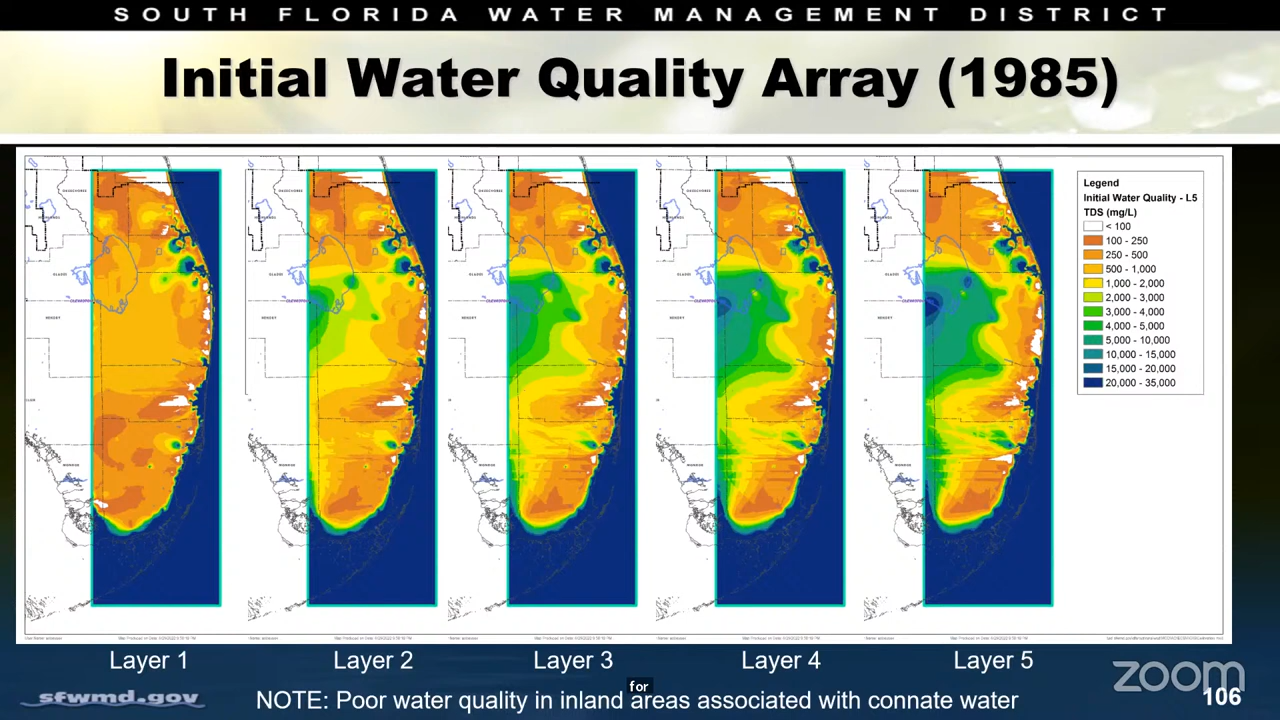 SOUTH FLORIDA WATER MANAGEMENT DISTRICT
Initial Water Quality Array (1985)
Legend
Initial Water Quality - L5
TDS (mg/L)
< 100
100 - 250
250 - 500
500 - 1,000
1,000 - 2,000
2,000 - 3,000
3,000 - 4,000
4,000 - 5,000
5,000 - 10,000
10,000 - 15,000
15,000 - 20,000
20,000 - 35,000
Layer 1
Layer 2
Layer 3
Layer 4
Layer 5
for
sfwmd.gov
NOTE: Poor water quality in inland areas associated with connate water
zoom
106